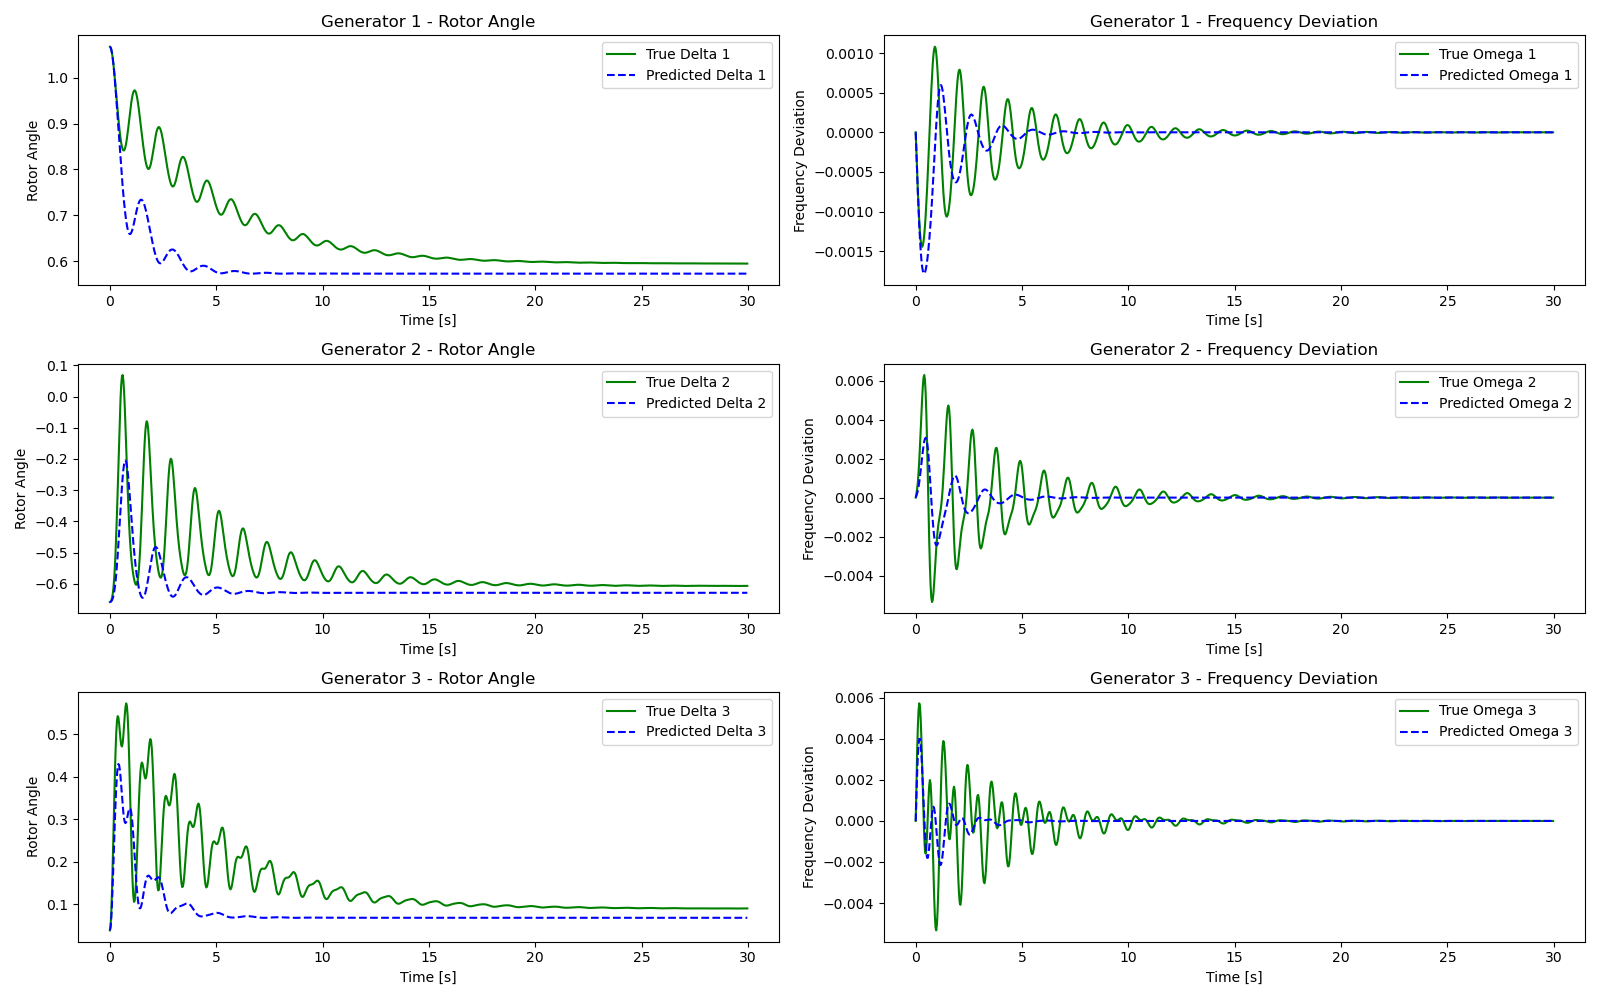 Generator 1 - Rotor Angle
Rotor Angle
1.0
0.9
0.8
0.7
0.6
True Delta 1
Predicted Delta 1
0 5 10 15 20 25 30
Time [s]
Generator 1 - Frequency Deviation
Frequency Deviation
0.0010
0.0005
0.0000
−0.0005
−0.0010
−0.0015
True Omega 1
Predicted Omega 1
0 5 10 15 20 25 30
Time [s]
Generator 2 - Rotor Angle
Rotor Angle
0.1
0.0
−0.1
−0.2
−0.3
−0.4
−0.5
−0.6
True Delta 2
Predicted Delta 2
0 5 10 15 20 25 30
Time [s]
Generator 2 - Frequency Deviation
Frequency Deviation
0.006
0.004
0.002
0.000
−0.002
−0.004
True Omega 2
Predicted Omega 2
0 5 10 15 20 25 30
Time [s]
Generator 3 - Rotor Angle
Rotor Angle
0.5
0.4
0.3
0.2
0.1
True Delta 3
Predicted Delta 3
0 5 10 15 20 25 30
Time [s]
Generator 3 - Frequency Deviation
Frequency Deviation
0.006
0.004
0.002
0.000
−0.002
−0.004
True Omega 3
Predicted Omega 3
0 5 10 15 20 25 30
Time [s]